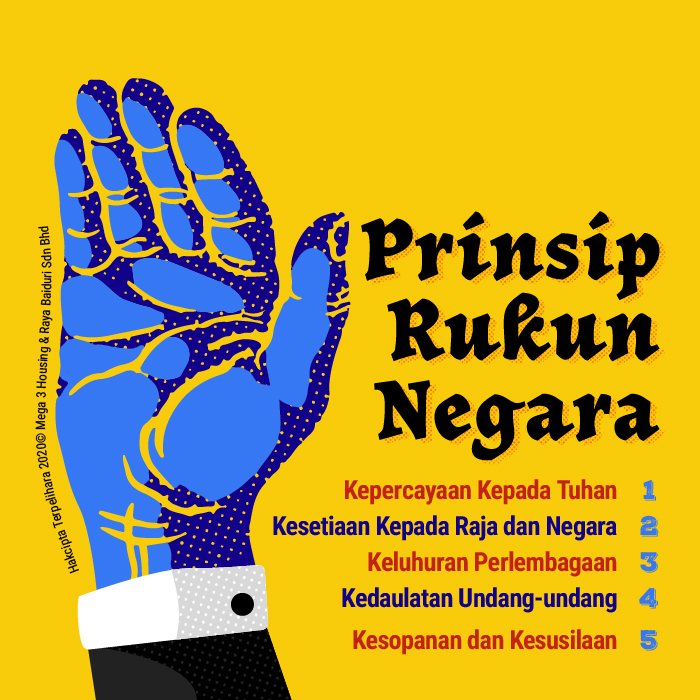 Prinsip
Rukun
Negara
Kepercayaan Kepada Tuhan 1
Kesetiaan Kepada Raja dan Negara 2
Keluhuran Perlembagaan 3
Kedaulatan Undang-undang 4
Kesopanan dan Kesusilaan 5
Hakcipta Terpelihara 2020© Mega 3 Housing & Raya Baiduri Sdn Bhd